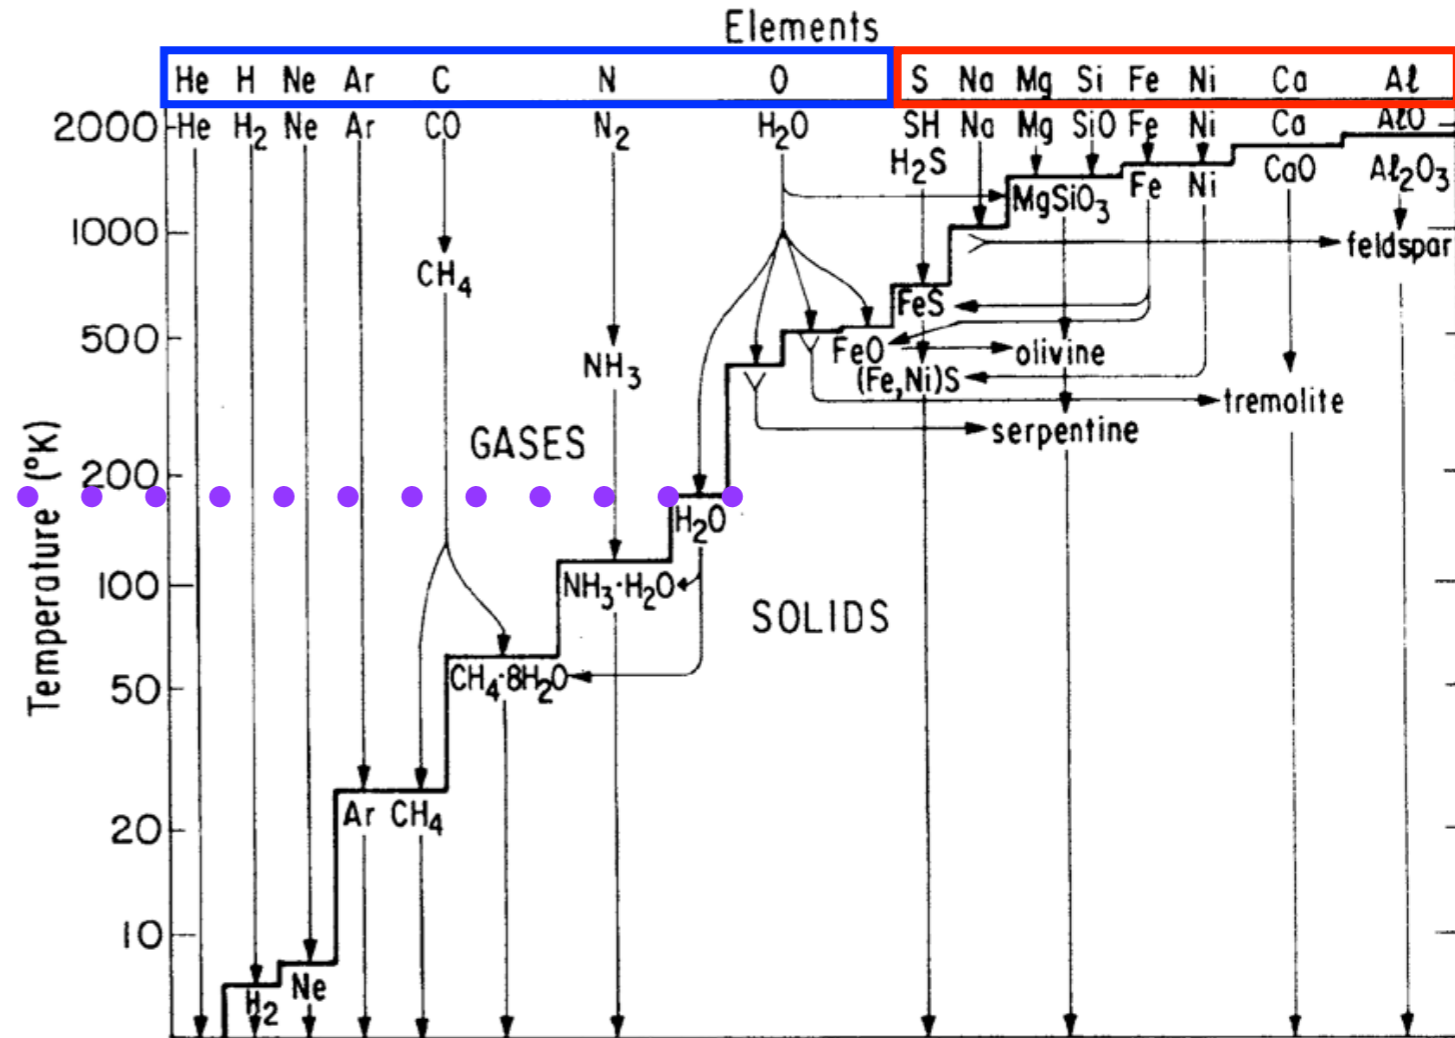 Elements
He H Ne Ar C N O S Na Mg Si Fe Ni Ca Al
2000 He H2 Ne Ar CO N2 H2O SH Na Mg SiO Fe Ni Ca AlO
H2S MgSiO3 Fe Ni CaO Al2O3
1000 CH4 feldspar
FeS
500 NH3 FeO olivine
(Fe,Ni)S
tremolite
GASES serpentine
200
H2O
100 NH3·H2O SOLIDS
50 CH4·8H2O
20 Ar CH4
10
H2 Ne
Temperature (°K)